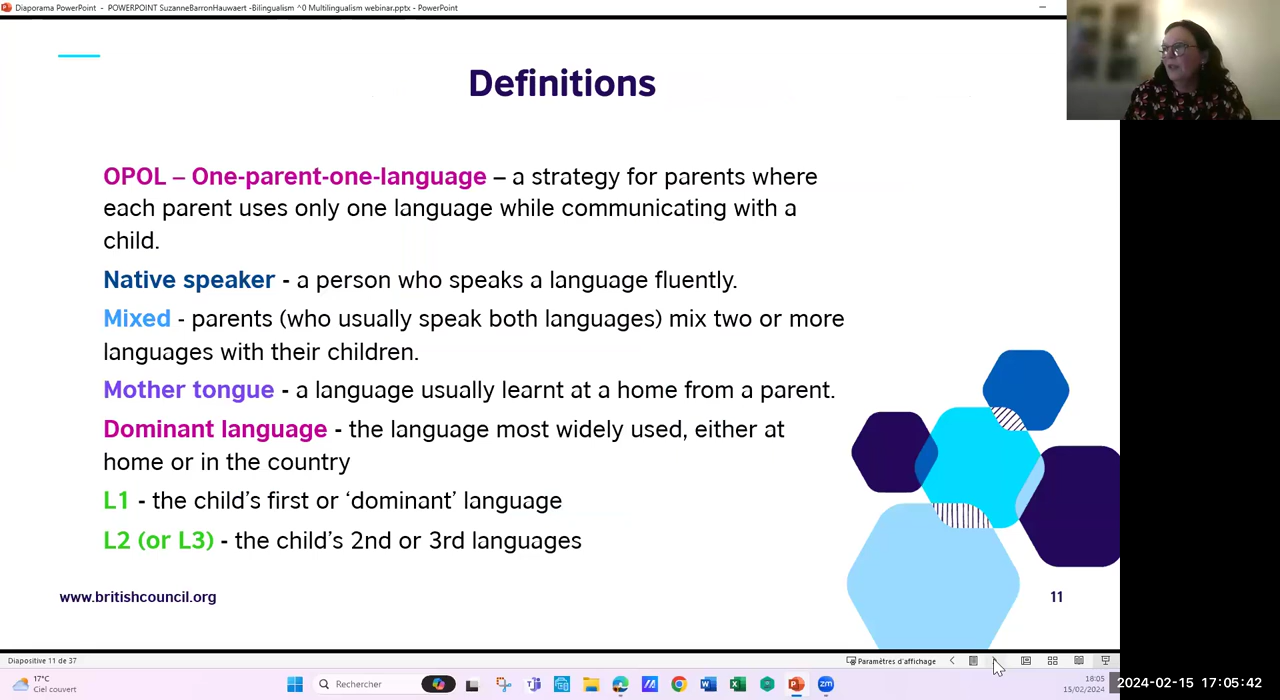 Diaporama PowerPoint - POWERPOINT SuzanneBarronHauwaert -Bilingualism ^0 Multilingualism webinar.pptx - PowerPoint
Definitions
OPOL – One-parent-one-language – a strategy for parents where
each parent uses only one language while communicating with a
child.
Native speaker - a person who speaks a language fluently.
Mixed - parents (who usually speak both languages) mix two or more
languages with their children.
Mother tongue - a language usually learnt at a home from a parent.
Dominant language - the language most widely used, either at
home or in the country
L1 - the child’s first or ‘dominant’ language
L2 (or L3) - the child’s 2nd or 3rd languages
www.britishcouncil.org
11
Diapositive 11 de 37
Paramètres d'affichage
17°C
Ciel couvert
Rechercher
zm
18:05
15/02/2024
2024-02-15 17:05:42